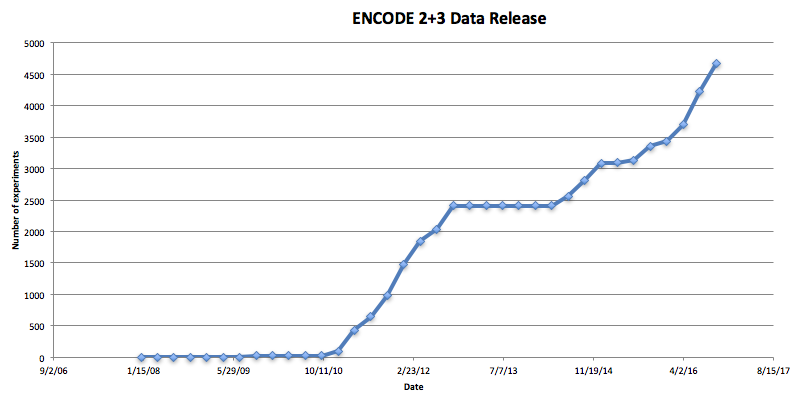 ENCODE 2+3 Data Release
5000
4500
4000
3500
3000
2500
2000
1500
1000
500
0
Number of experiments
9/2/06 1/15/08 5/29/09 10/11/10 2/23/12 7/7/13 11/19/14 4/2/16 8/15/17
Date